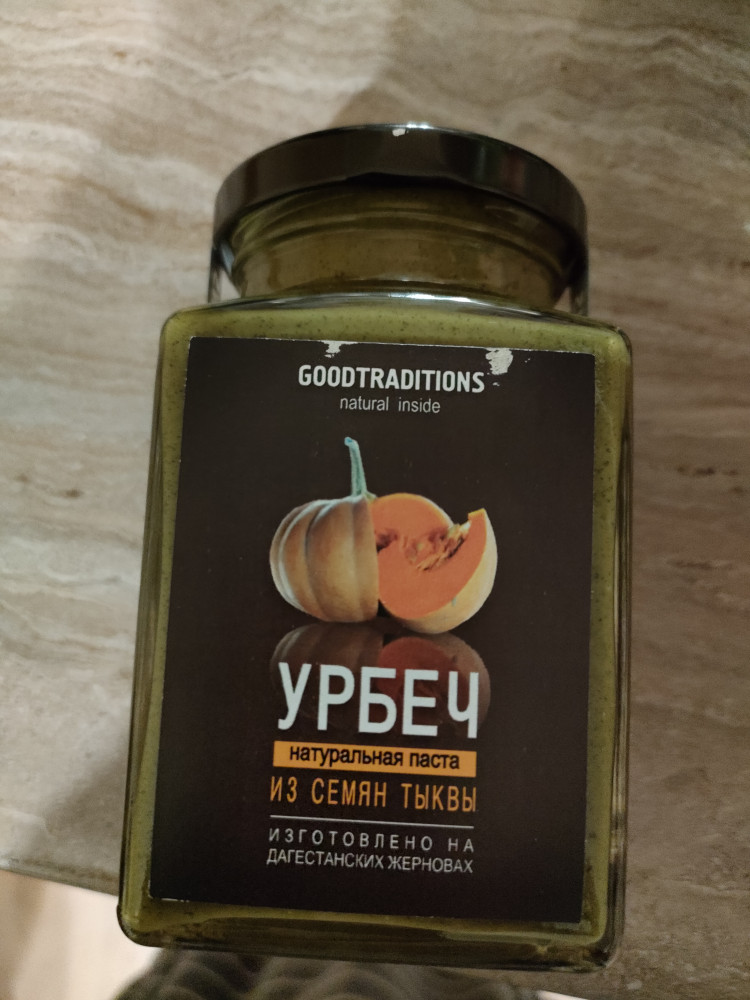 GOODTRADITIONS
natural inside
УРБЕЧ
натуральная паста
ИЗ СЕМЯН ТЫКВЫ
ИЗГОТОВЛЕНО НА
ДАГЕСТАНСКИХ ЖЕРНОВАХ